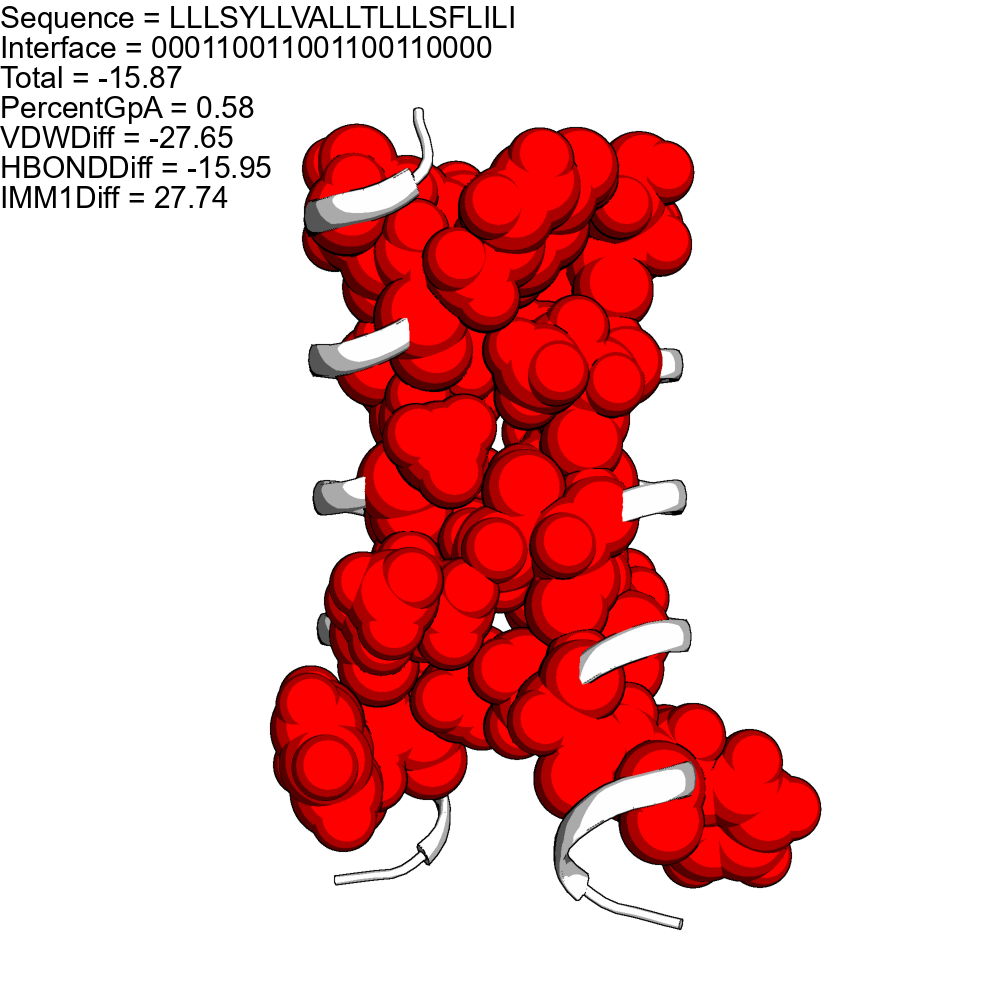 Sequence = LLLSYLLVALLTLLLSFLILI
Interface = 000110011001100110000
Total = -15.87
PercentGpA = 0.58
VDWDiff = -27.65
HBONDDiff = -15.95
IMM1Diff = 27.74